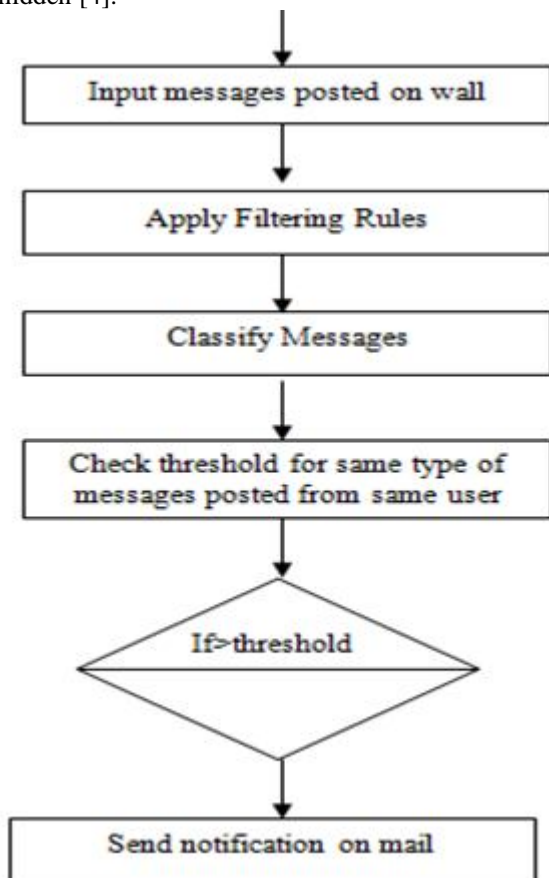 [4].
Input messages posted on wall
Apply Filtering Rules
Classify Messages
Check threshold for same type of
messages posted from same user
If>threshold
Send notification on mail